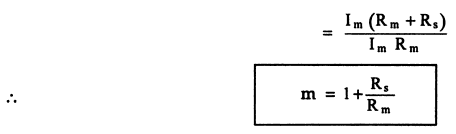 = I_m (R_m + R_s) / I_m R_m
∴ m = 1 + R_s / R_m